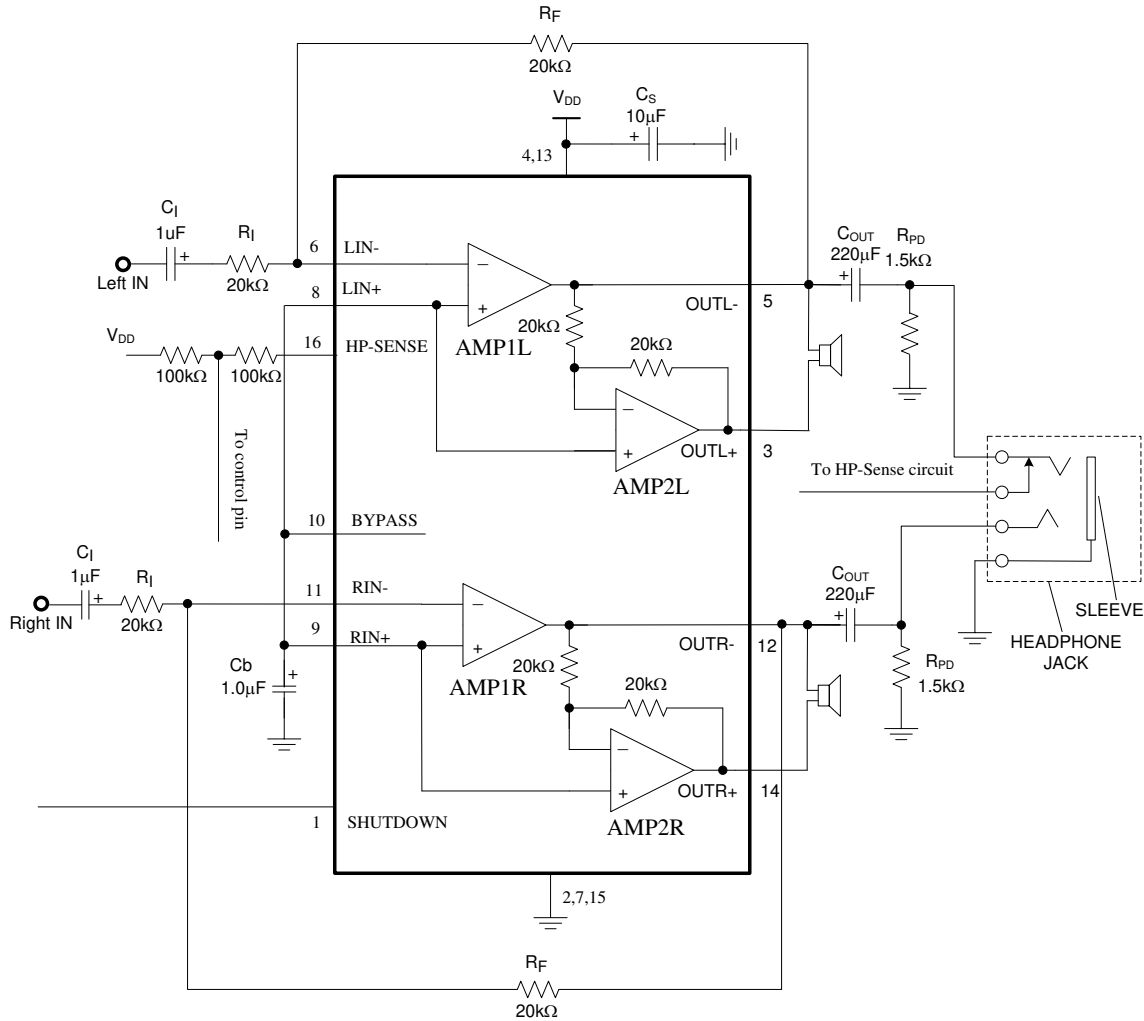 RF
20kΩ
VDD
CS
10µF
+
4,13
CI
1uF
+
RI
20kΩ
Left IN
6
LIN-
8
LIN+
−
+
AMP1L
20kΩ
20kΩ
OUTL-
5
COUT
220µF
+
RPD
1.5kΩ
VDD
100kΩ
100kΩ
16
HP-SENSE
To control pin
−
+
AMP2L
OUTL+
3
To HP-Sense circuit
10
BYPASS
CI
1µF
+
RI
20kΩ
Right IN
11
RIN-
9
RIN+
−
+
AMP1R
20kΩ
20kΩ
OUTR-
12
COUT
220µF
+
RPD
1.5kΩ
SLEEVE
HEADPHONE
JACK
Cb
1.0µF
+
−
+
AMP2R
OUTR+
14
1
SHUTDOWN
2,7,15
RF
20kΩ